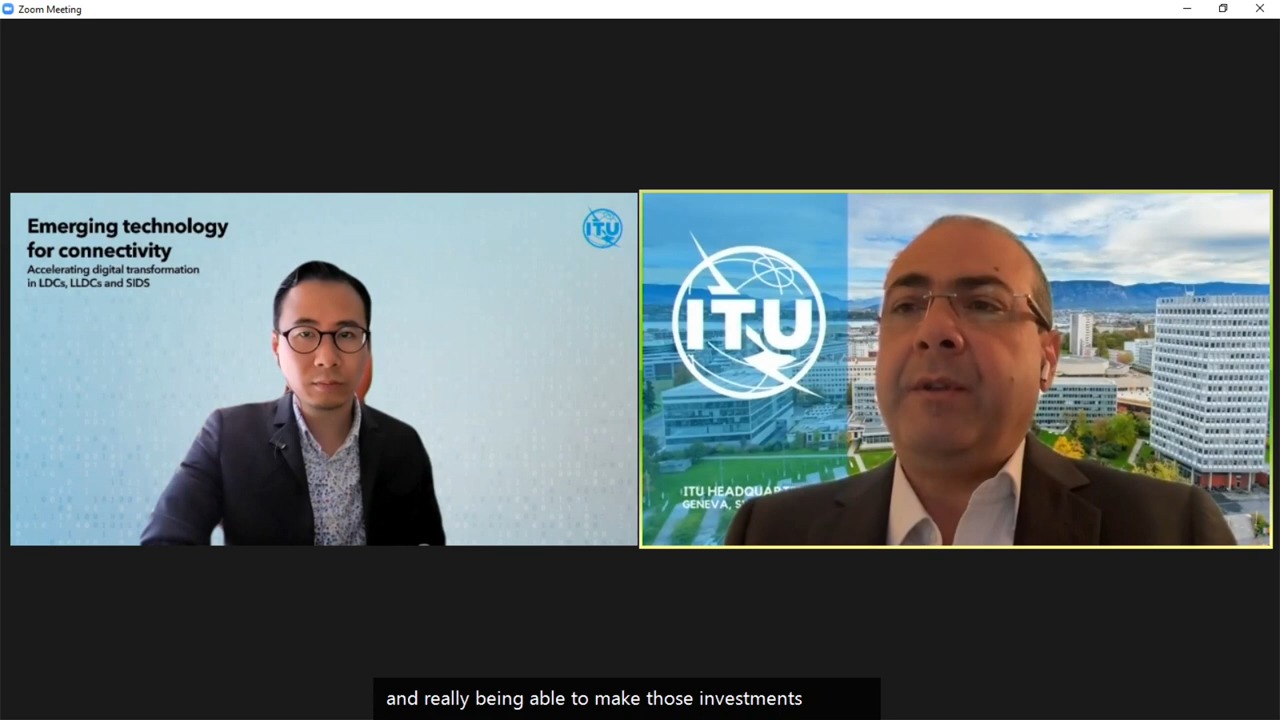 Zoom Meeting
Emerging technology
for connectivity
Accelerating digital transformation
in LDCs, LLDCs and SIDS
ITU
ITU
ITU HEADQUART
GENEVA, S
and really being able to make those investments